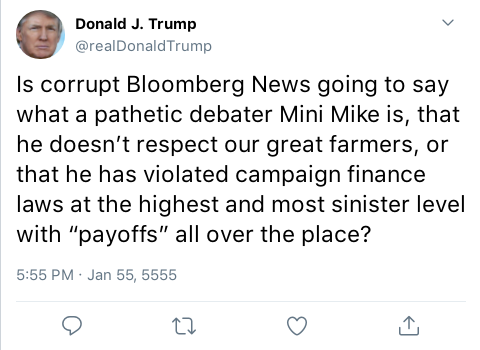 Donald J. Trump
@realDonaldTrump
Is corrupt Bloomberg News going to say
what a pathetic debater Mini Mike is, that
he doesn’t respect our great farmers, or
that he has violated campaign finance
laws at the highest and most sinister level
with “payoffs” all over the place?
5:55 PM · Jan 55, 5555